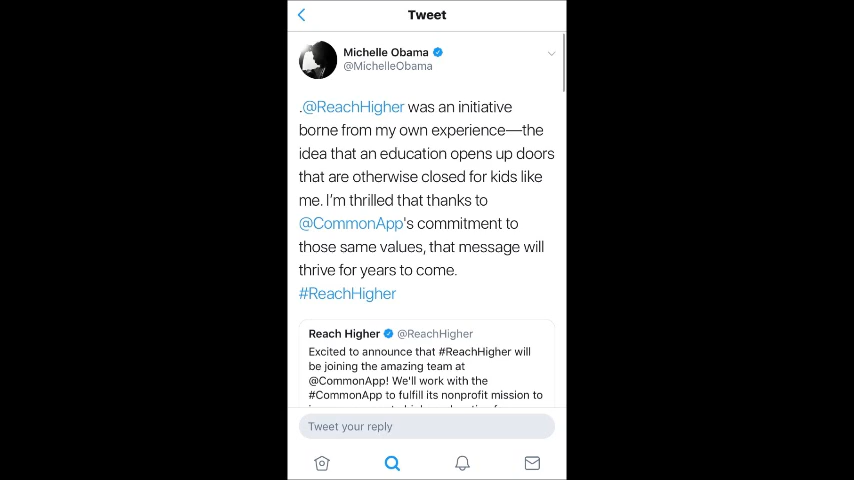 Tweet
Michelle Obama
@MichelleObama
.@ReachHigher was an initiative
borne from my own experience—the
idea that an education opens up doors
that are otherwise closed for kids like
me. I'm thrilled that thanks to
@CommonApp's commitment to
those same values, that message will
thrive for years to come.
#ReachHigher
Reach Higher @ReachHigher
Excited to announce that #ReachHigher will
be joining the amazing team at
@CommonApp! We'll work with the
#CommonApp to fulfill its nonprofit mission to
Tweet your reply